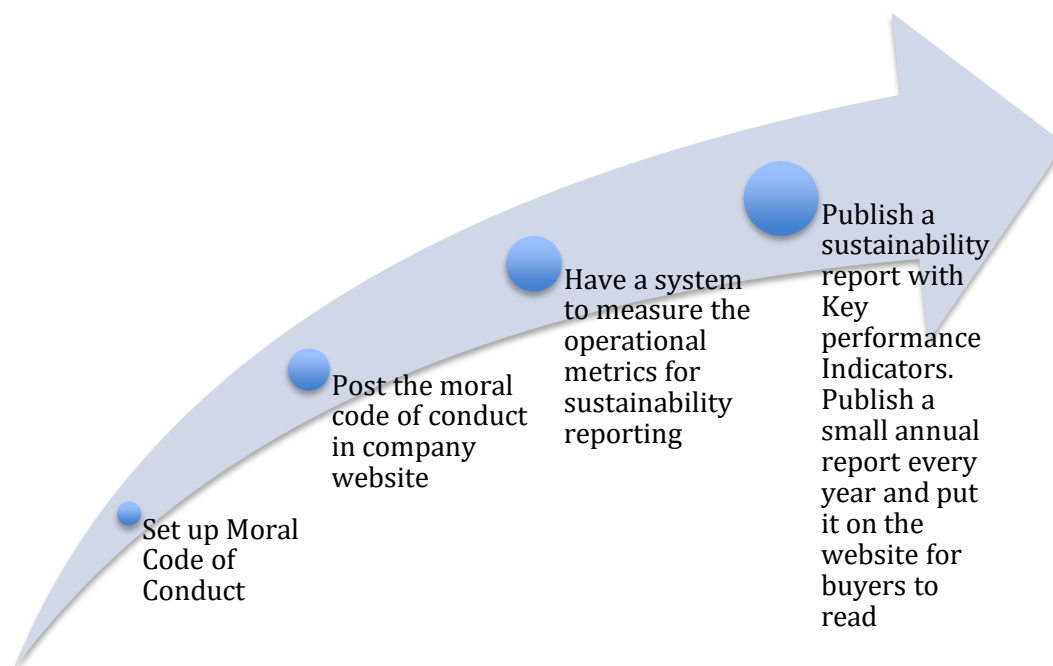 Set up Moral
Code of
Conduct
Post the moral
code of conduct
in company
website
Have a system
to measure the
operational
metrics for
sustainability
reporting
Publish a
sustainability
report with
Key
performance
Indicators.
Publish a
small annual
report every
year and put
it on the
website for
buyers to
read